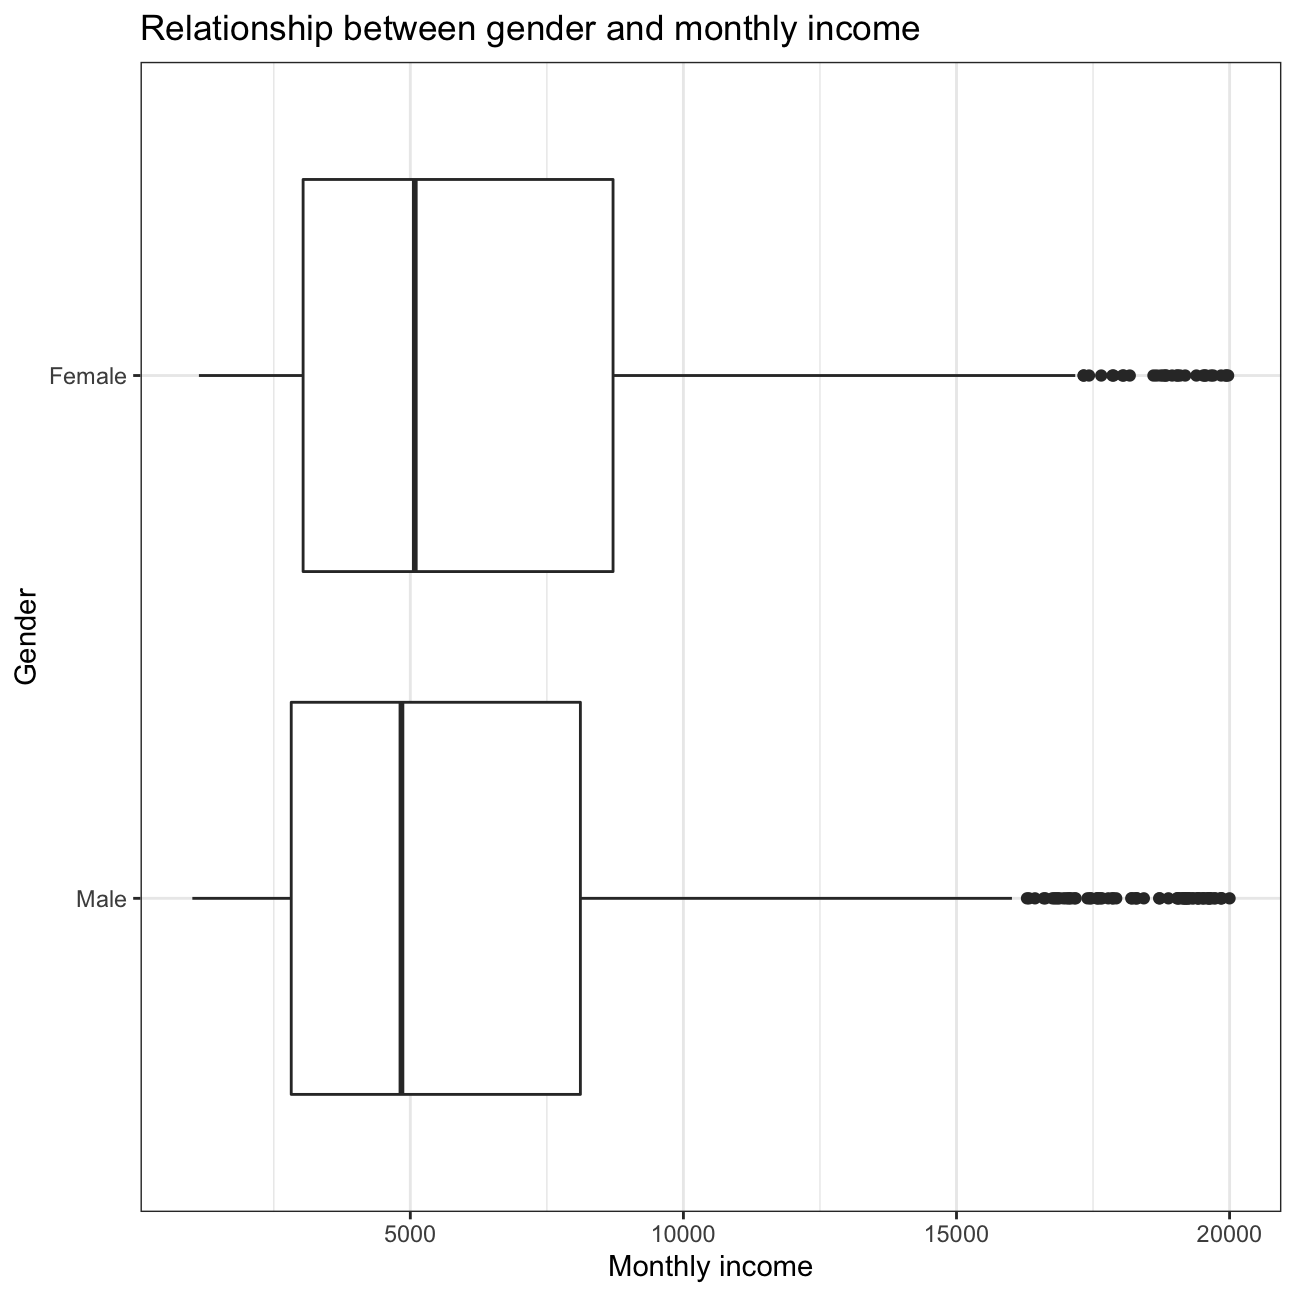 Relationship between gender and monthly income
Gender
Female
Male
5000 10000 15000 20000
Monthly income